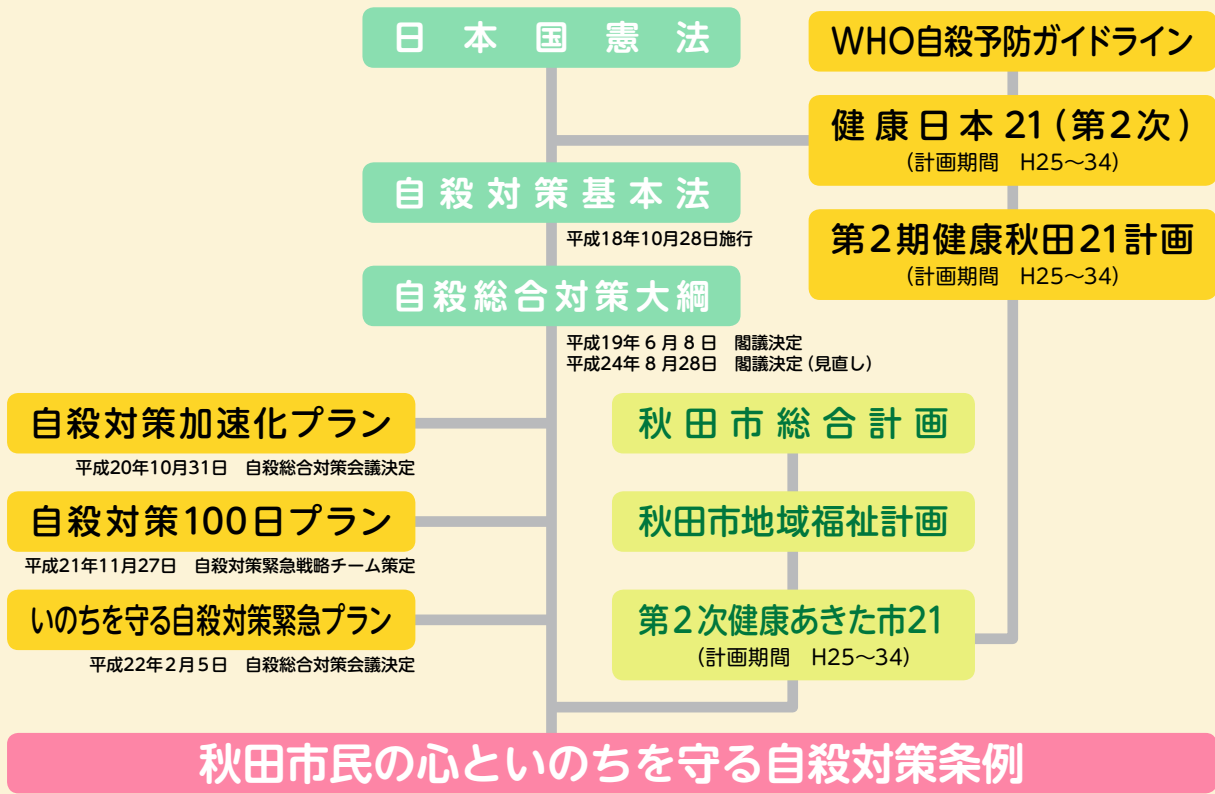 日本国憲法
WHO自殺予防ガイドライン
健康日本21（第2次）
（計画期間　H25～34）
自殺対策基本法
平成18年10月28日施行
第2期健康秋田21計画
（計画期間　H25～34）
自殺総合対策大綱
平成19年6月8日　閣議決定
平成24年8月28日　閣議決定（見直し）
自殺対策加速化プラン
平成20年10月31日　自殺総合対策会議決定
自殺対策100日プラン
平成21年11月27日　自殺対策緊急戦略チーム策定
いのちを守る自殺対策緊急プラン
平成22年2月5日　自殺総合対策会議決定
秋田市総合計画
秋田市地域福祉計画
第2次健康あきた市21
（計画期間　H25～34）
秋田市民の心といのちを守る自殺対策条例